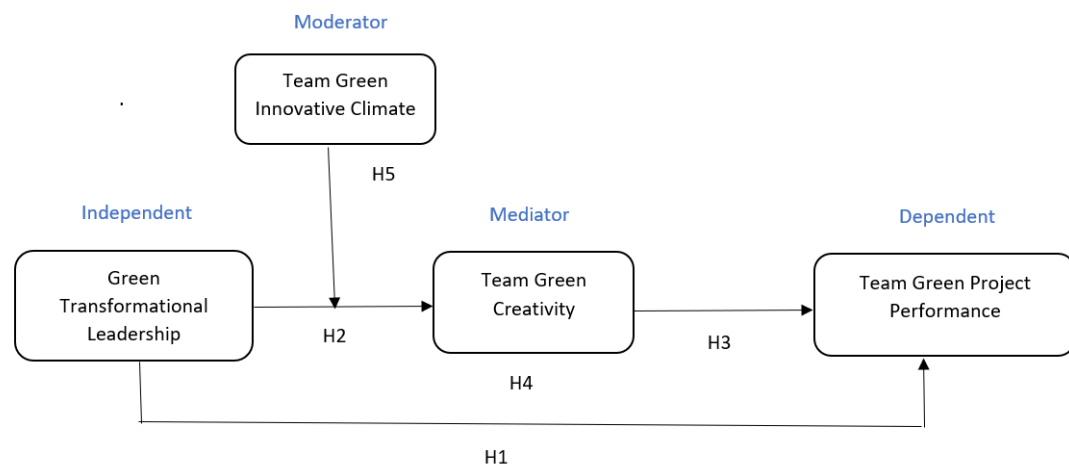 Moderator
Team Green
Innovative Climate
H5
Independent
Mediator
Dependent
Green
Transformational
Leadership
Team Green
Creativity
Team Green Project
Performance
H2
H3
H4
H1